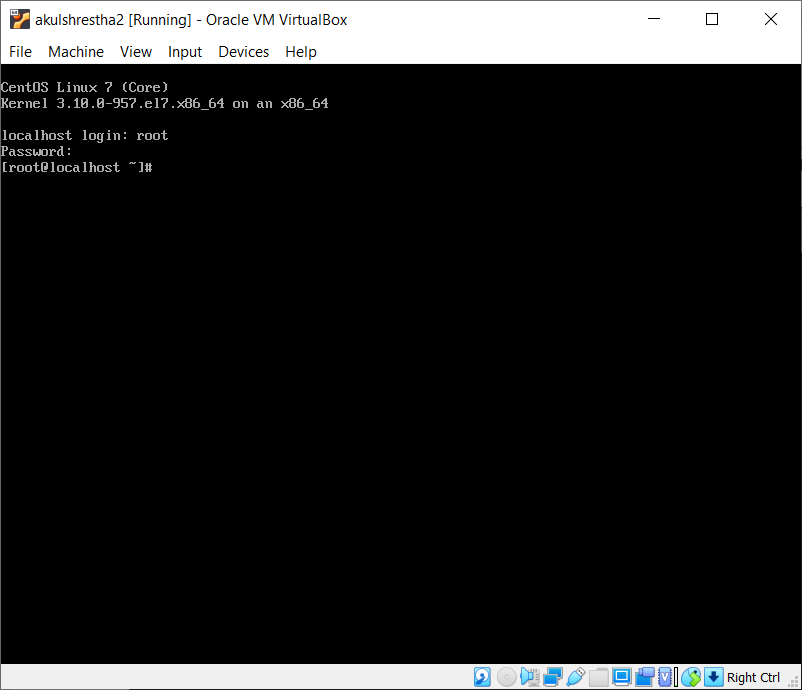 akulshrestha2 [Running] - Oracle VM VirtualBox
File Machine View Input Devices Help
CentOS Linux 7 (Core)
Kernel 3.10.0-957.el7.x86_64 on an x86_64
localhost login: root
Password:
[root@localhost ~]#
Right Ctrl